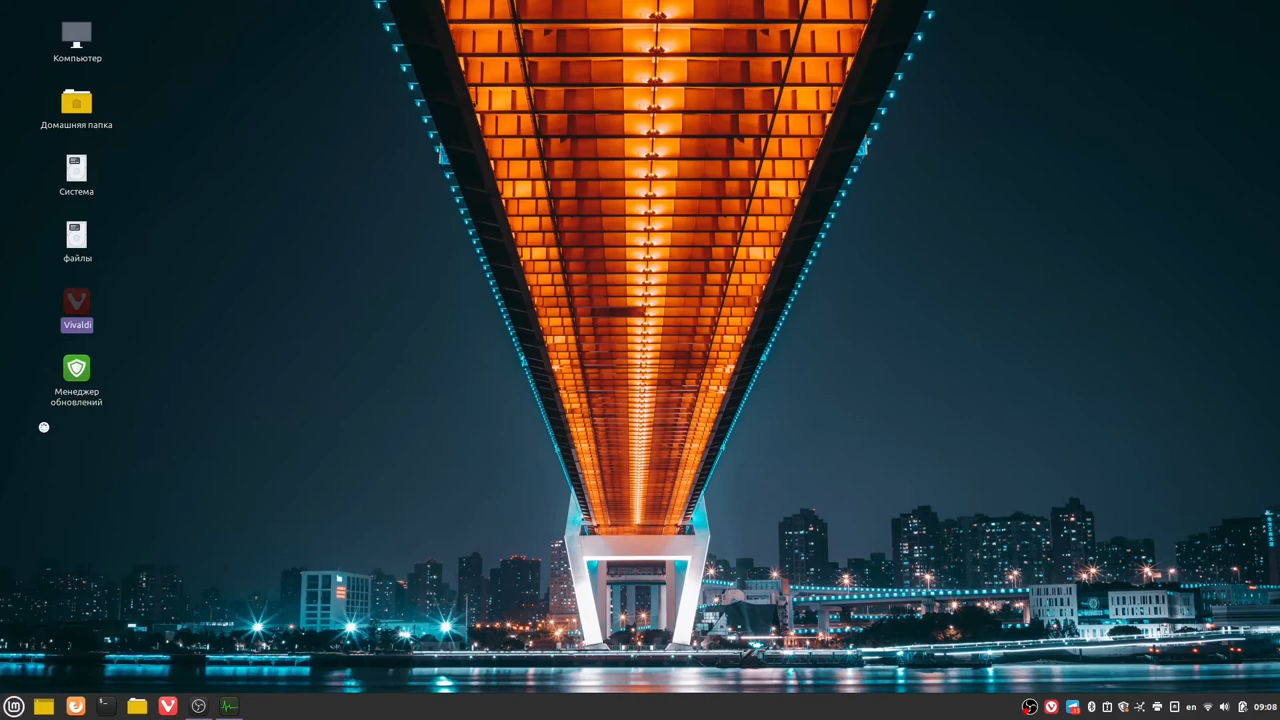 Компьютер
Домашняя папка
Система
файлы
Vivaldi
Менеджер
обновлений
en
09:08